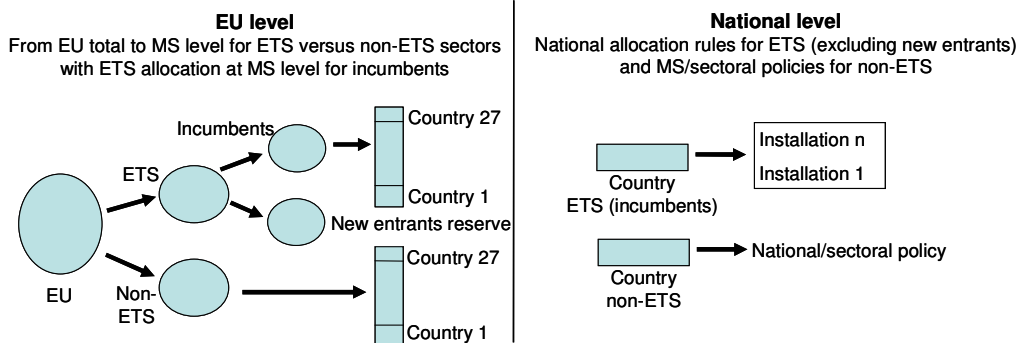 EU level
From EU total to MS level for ETS versus non-ETS sectors
with ETS allocation at MS level for incumbents
Incumbents
Country 27
ETS
Country 1
New entrants reserve
Country 27
EU
Non-
ETS
Country 1
National level
National allocation rules for ETS (excluding new entrants)
and MS/sectoral policies for non-ETS
Installation n
Installation 1
Country
ETS (incumbents)
National/sectoral policy
Country
non-ETS